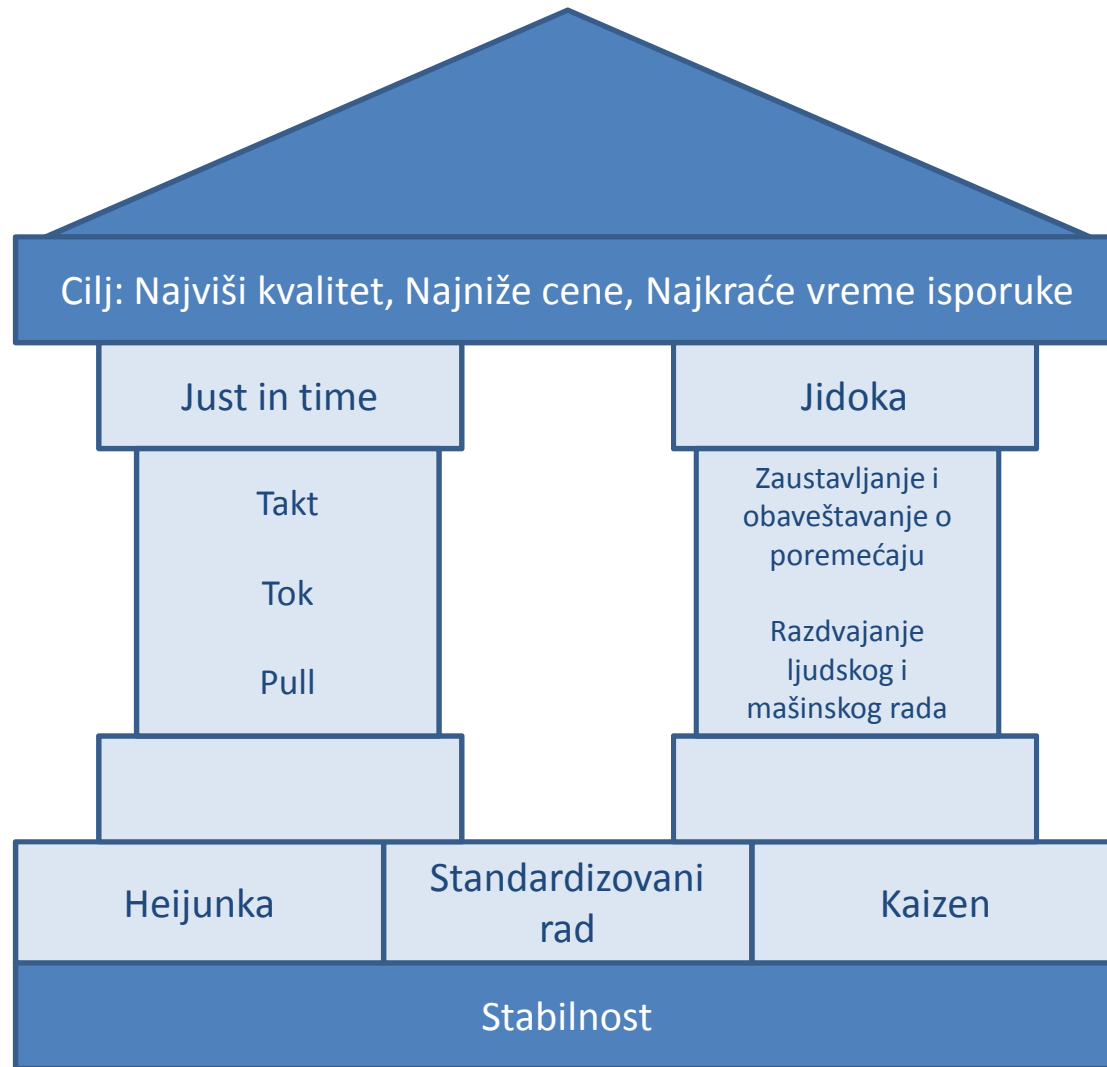 Cilj: Najviši kvalitet, Najniže cene, Najkraće vreme isporuke
Just in time
Takt
Tok
Pull
Jidoka
Zaustavljanje i
obaveštavanje o
poremećaju
Razdvajanje
ljudskog i
mašinskog rada
Heijunka
Standardizovani
rad
Kaizen
Stabilnost